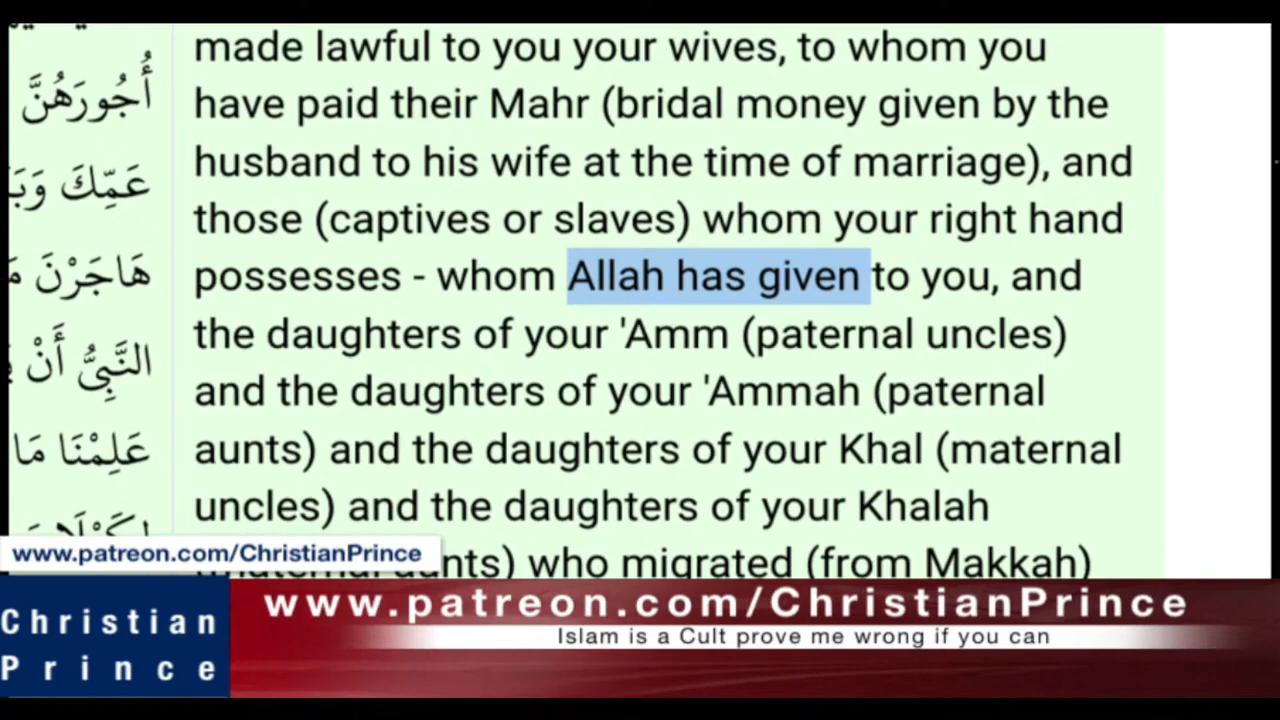 made lawful to you your wives, to whom you
أُجُورَهُنَّ
have paid their Mahr (bridal money given by the
husband to his wife at the time of marriage), and
عَمِّكَ
those (captives or slaves) whom your right hand
هَاجَرْنَ
possesses - whom Allah has given to you, and
the daughters of your 'Amm (paternal uncles)
النَّبِيُّ أَنْ
and the daughters of your 'Ammah (paternal
عَلِمْنَا مَا
aunts) and the daughters of your Khal (maternal
uncles) and the daughters of your Khalah
www.patreon.com/ChristianPrince
aunts) who migrated (from Makkah)
www.patreon.com/ChristianPrince
Islam is a Cult prove me wrong if you can
Christian
Prince